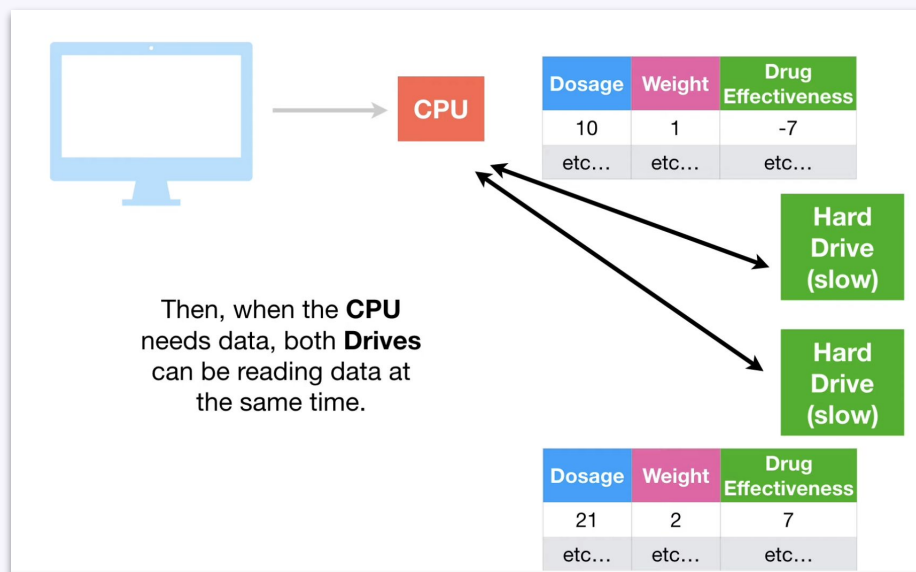 CPU
Dosage Weight Drug Effectiveness
10 1 -7
etc... etc... etc...
Hard
Drive
(slow)
Then, when the CPU
needs data, both Drives
can be reading data at
the same time.
Hard
Drive
(slow)
Dosage Weight Drug Effectiveness
21 2 7
etc... etc... etc...